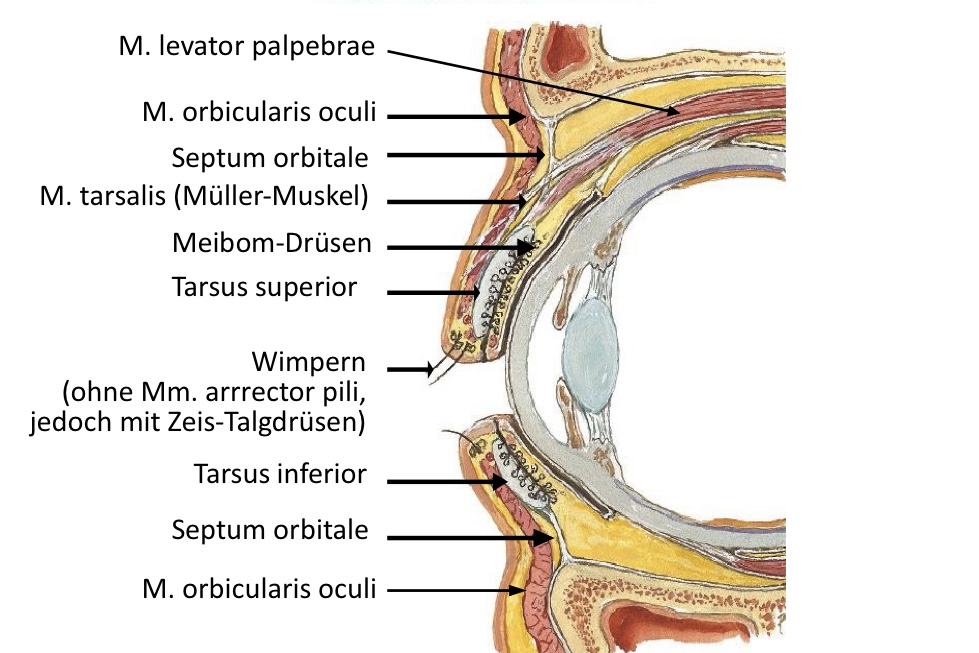 M. levator palpebrae
M. orbicularis oculi
Septum orbitale
M. tarsalis (Müller-Muskel)
Meibom-Drüsen
Tarsus superior
Wimpern
(ohne Mm. arrrector pili,
jedoch mit Zeis-Talgdrüsen)
Tarsus inferior
Septum orbitale
M. orbicularis oculi